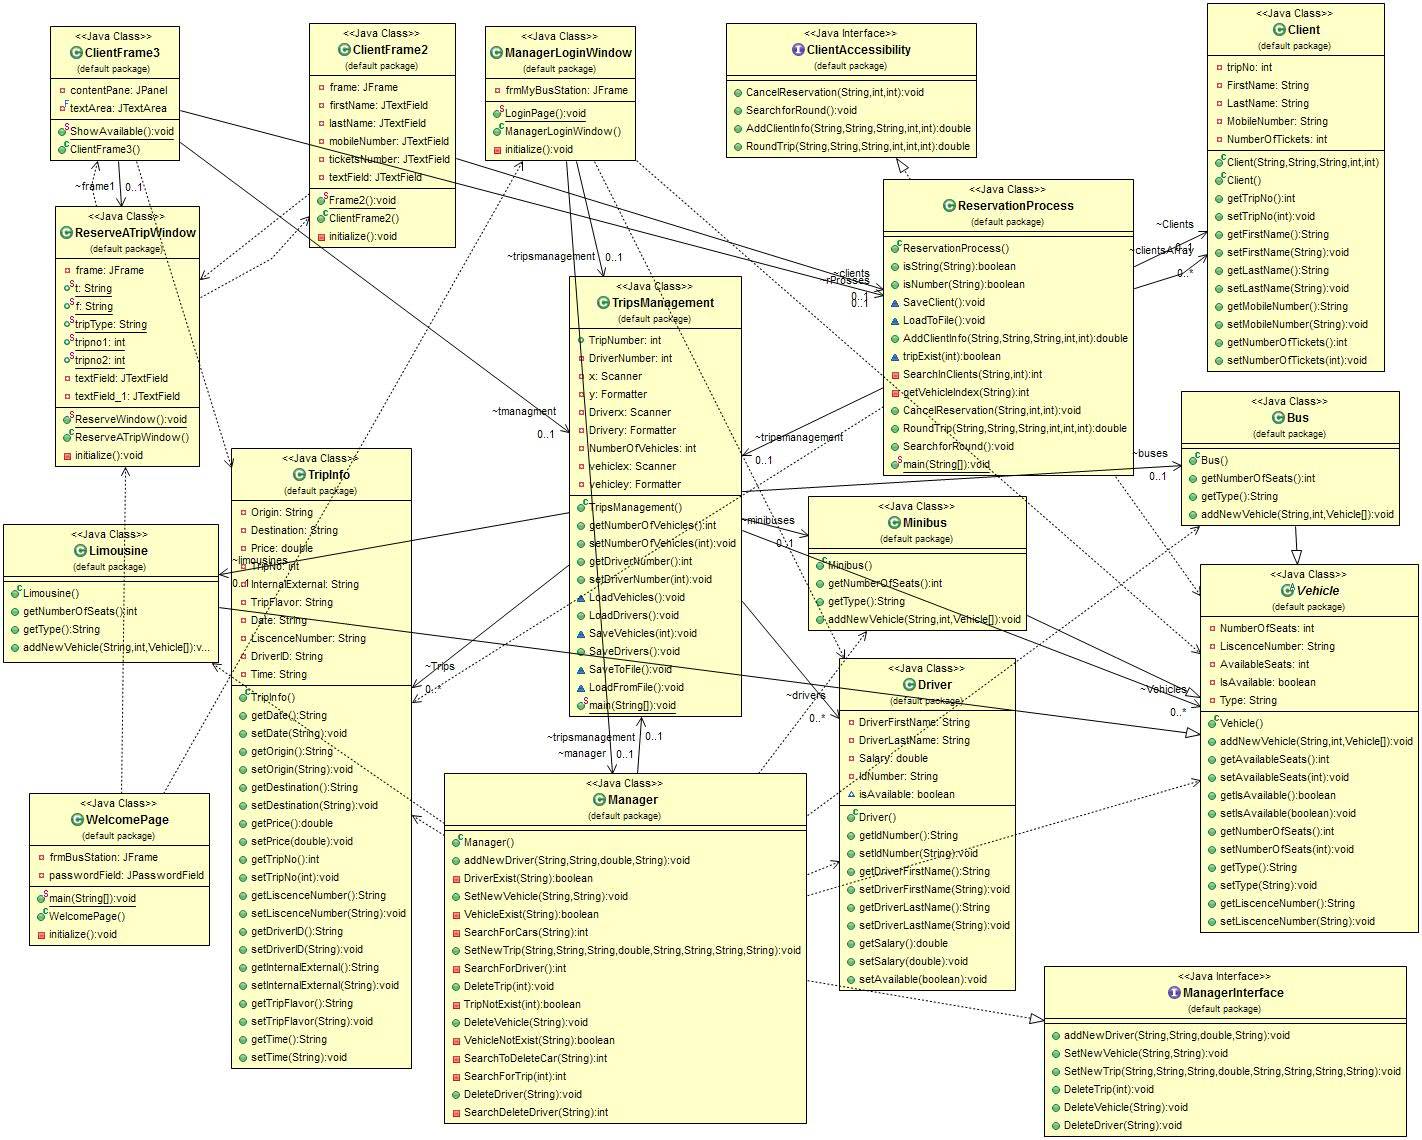 <<Java Class>>
ClientFrame3
(default package)
contentPane: JPanel
textArea: JTextArea
ShowAvailable():void
ClientFrame3()
<<Java Class>>
ClientFrame2
(default package)
frame: JFrame
firstName: JTextField
lastName: JTextField
mobileNumber: JTextField
ticketsNumber: JTextField
textField: JTextField
Frame2():void
ClientFrame2()
initialize():void
<<Java Class>>
ManagerLoginWindow
(default package)
frmMyBusStation: JFrame
LoginPage():void
ManagerLoginWindow()
initialize():void
<<Java Interface>>
ClientAccessibility
(default package)
CancelReservation(String,int,int):void
SearchforRound():void
AddClientInfo(String,String,String,int,int):double
RoundTrip(String,String,String,int,int,int):double
<<Java Class>>
Client
(default package)
tripNo: int
FirstName: String
LastName: String
MobileNumber: String
NumberOfTickets: int
Client(String,String,String,int,int)
Client()
getTripNo():int
setTripNo(int):void
getFirstName():String
setFirstName(String):void
getLastName():String
setLastName(String):void
getMobileNumber():String
setMobileNumber(String):void
getNumberOfTickets():int
setNumberOfTickets(int):void
~frame1
0..1
<<Java Class>>
ReserveATripWindow
(default package)
frame: JFrame
t: String
f: String
tripType: String
tripno1: int
tripno2: int
textField: JTextField
textField_1: JTextField
ReserveWindow():void
ReserveATripWindow()
initialize():void
<<Java Class>>
ReservationProcess
(default package)
ReservationProcess()
isString(String):boolean
isNumber(String):boolean
SaveClient():void
LoadToFile():void
AddClientInfo(String,String,String,int,int):double
tripExist(int):boolean
SearchInClients(String,int):int
getVehicleIndex(String):int
CancelReservation(String,int,int):void
RoundTrip(String,String,String,int,int,int):double
SearchforRound():void
main(String[]):void
~Clients
0..1
~clientsArray
0..*
~clients
0..1
~rProsses
0..1
~tripsmanagement
0..1
<<Java Class>>
TripsManagement
(default package)
TripNumber: int
DriverNumber: int
x: Scanner
y: Formatter
Driverx: Scanner
Drivery: Formatter
NumberOfVehicles: int
vehiclex: Scanner
vehicley: Formatter
TripsManagement()
getNumberOfVehicles():int
setNumberOfVehicles(int):void
getDriverNumber():int
setDriverNumber(int):void
LoadVehicles():void
LoadDrivers():void
SaveVehicles(int):void
SaveDrivers():void
SaveToFile():void
LoadFromFile():void
main(String[]):void
~tmanagment
0..1
~tripsmanagement
0..1
~buses
0..1
<<Java Class>>
Bus
(default package)
Bus()
getNumberOfSeats():int
getType():String
addNewVehicle(String,int,Vehicle[]):void
<<Java Class>>
TripInfo
(default package)
Origin: String
Destination: String
Price: double
TripNo: int
InternalExternal: String
TripFlavor: String
Date: String
LiscenceNumber: String
DriverID: String
Time: String
TripInfo()
getDate():String
setDate(String):void
getOrigin():String
setOrigin(String):void
getDestination():String
setDestination(String):void
getPrice():double
setPrice(double):void
getTripNo():int
setTripNo(int):void
getLiscenceNumber():String
setLiscenceNumber(String):void
getDriverID():String
setDriverID(String):void
getInternalExternal():String
setInternalExternal(String):void
getTripFlavor():String
setTripFlavor(String):void
getTime():String
setTime(String):void
<<Java Class>>
Limousine
(default package)
Limousine()
getNumberOfSeats():int
getType():String
addNewVehicle(String,int,Vehicle[]):v...
~limousines
0..1
~minibuses
0..1
<<Java Class>>
Minibus
(default package)
Minibus()
getNumberOfSeats():int
getType():String
addNewVehicle(String,int,Vehicle[]):void
<<Java Class>>
Vehicle
(default package)
NumberOfSeats: int
LiscenceNumber: String
AvailableSeats: int
IsAvailable: boolean
Type: String
Vehicle()
addNewVehicle(String,int,Vehicle[]):void
getAvailableSeats():int
setAvailableSeats(int):void
getIsAvailable():boolean
setIsAvailable(boolean):void
getNumberOfSeats():int
setNumberOfSeats(int):void
getType():String
setType(String):void
getLiscenceNumber():String
setLiscenceNumber(String):void
~Trips
0..*
~drivers
0..*
~Vehicles
0..*
<<Java Class>>
Driver
(default package)
DriverFirstName: String
DriverLastName: String
Salary: double
IdNumber: String
isAvailable: boolean
Driver()
getIdNumber():String
setIdNumber(String):void
getDriverFirstName():String
setDriverFirstName(String):void
getDriverLastName():String
setDriverLastName(String):void
getSalary():double
setSalary(double):void
setAvailable(boolean):void
~tripsmanagement
0..1
~manager
0..1
<<Java Class>>
Manager
(default package)
Manager()
addNewDriver(String,String,double,String):void
DriverExist(String):boolean
SetNewVehicle(String,String):void
VehicleExist(String):boolean
SearchForCars(String):int
SetNewTrip(String,String,String,double,String,String,String,String):void
SearchForDriver():int
DeleteTrip(int):void
TripNotExist(int):boolean
DeleteVehicle(String):void
VehicleNotExist(String):boolean
SearchToDeleteCar(String):int
SearchForTrip(int):int
DeleteDriver(String):void
SearchDeleteDriver(String):int
<<Java Class>>
WelcomePage
(default package)
frmBusStation: JFrame
passwordField: JPasswordField
main(String[]):void
WelcomePage()
initialize():void
<<Java Interface>>
ManagerInterface
(default package)
addNewDriver(String,String,double,String):void
SetNewVehicle(String,String):void
SetNewTrip(String,String,String,double,String,String,String,String):void
DeleteTrip(int):void
DeleteVehicle(String):void
DeleteDriver(String):void